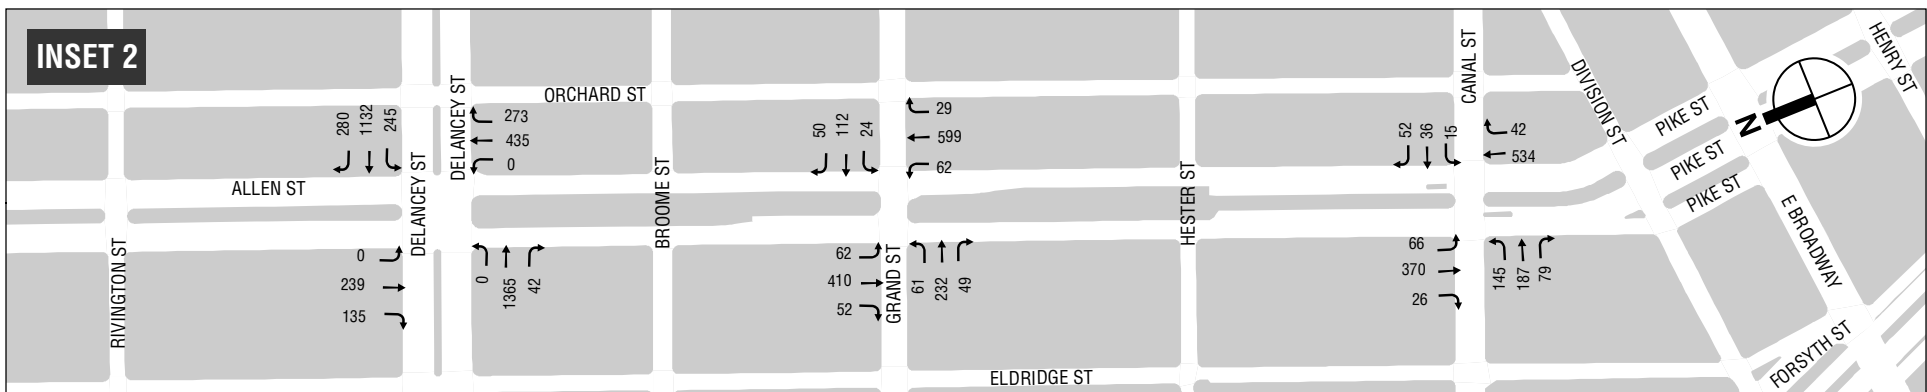 INSET 2
HENRY ST
CANAL ST
DIVISION ST
PIKE ST
N
PIKE ST
PIKE ST
E BROADWAY
FORSYTH ST
DELANCEY ST
ORCHARD ST
280
1132
245
273
435
0
50
112
24
29
599
62
52
36
15
42
534
ALLEN ST
DELANCEY ST
BROOME ST
HESTER ST
RIVINGTON ST
0
239
135
0
1365
42
62
410
52
GRAND ST
61
232
49
66
370
26
145
187
79
ELDRIDGE ST